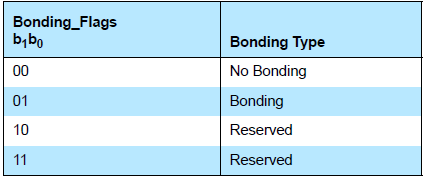 Bonding_Flags
b₁b₀ Bonding Type
00 No Bonding
01 Bonding
10 Reserved
11 Reserved